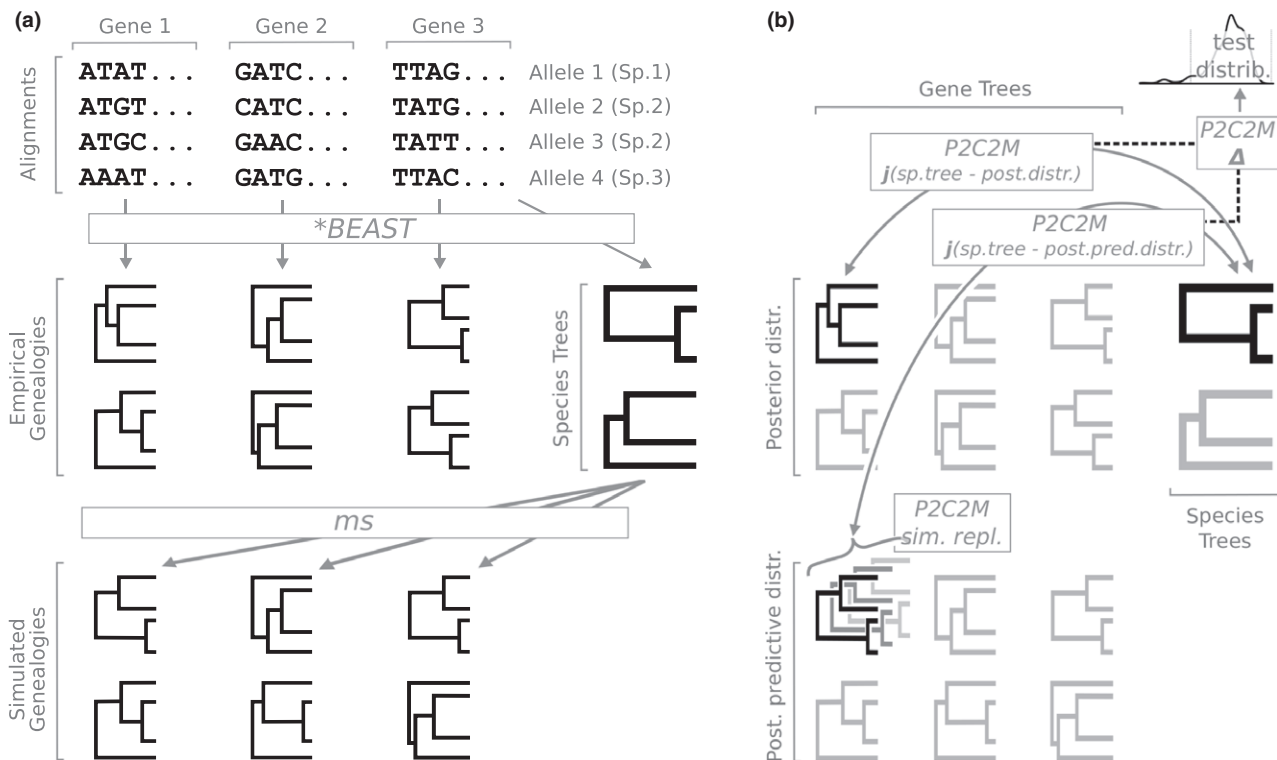 (a)
Gene 1 Gene 2 Gene 3
Alignments
ATAT... GATC... TTAG... Allele 1 (Sp.1)
ATGT... CATC... TATG... Allele 2 (Sp.2)
ATGC... GAAC... TATT... Allele 3 (Sp.2)
AAAT... GATG... TTAC... Allele 4 (Sp.3)
*BEAST
Empirical
Genealogies
Species Trees
ms
Simulated
Genealogies
(b)
test
distrib.
Gene Trees
P2C2M
Δ
P2C2M
j(sp.tree - post.distr.)
P2C2M
j(sp.tree - post.pred.distr.)
Posterior distr.
Species
Trees
P2C2M
sim. repl.
Post. predictive distr.